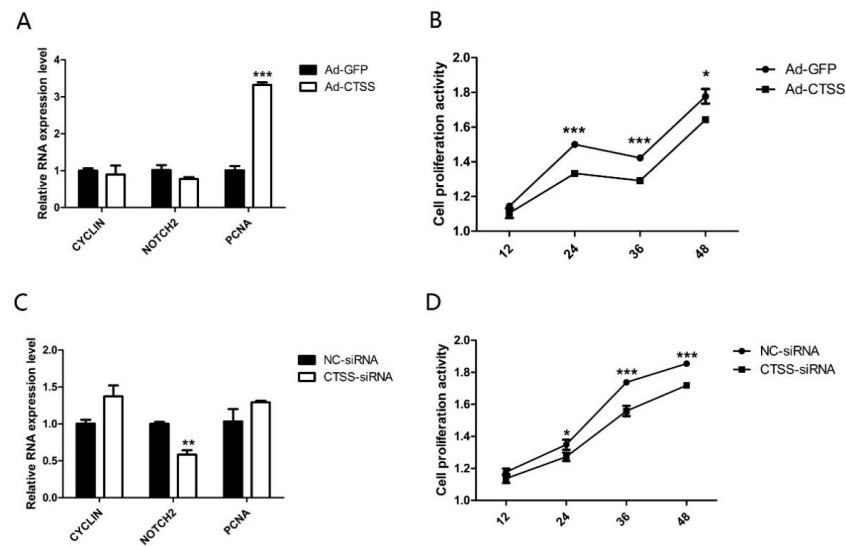 A
Relative RNA expression level
4
3
2
1
0
***
CYCLIN
NOTCH2
PCNA
Ad-GFP
Ad-CTSS
B
Cell proliferation activity
2.0
1.8
1.6
1.4
1.2
1.0
***
***
*
12
24
36
48
Ad-GFP
Ad-CTSS
C
Relative RNA expression level
2.0
1.5
1.0
0.5
0.0
**
CYCLIN
NOTCH2
PCNA
NC-siRNA
CTSS-siRNA
D
Cell proliferation activity
2.0
1.8
1.6
1.4
1.2
1.0
*
***
***
12
24
36
48
NC-siRNA
CTSS-siRNA